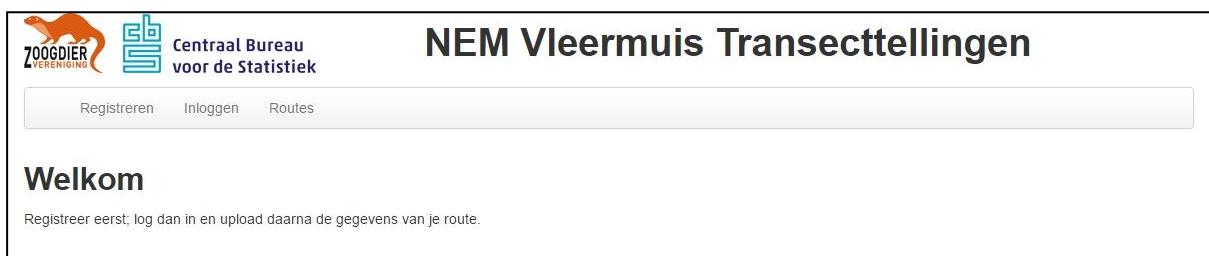 ZOOGDIER
VERENIGING
cbs
Centraal Bureau
voor de Statistiek
NEM Vleermuis Transecttellingen
Registreren Inloggen Routes
Welkom
Registreer eerst; log dan in en upload daarna de gegevens van je route.